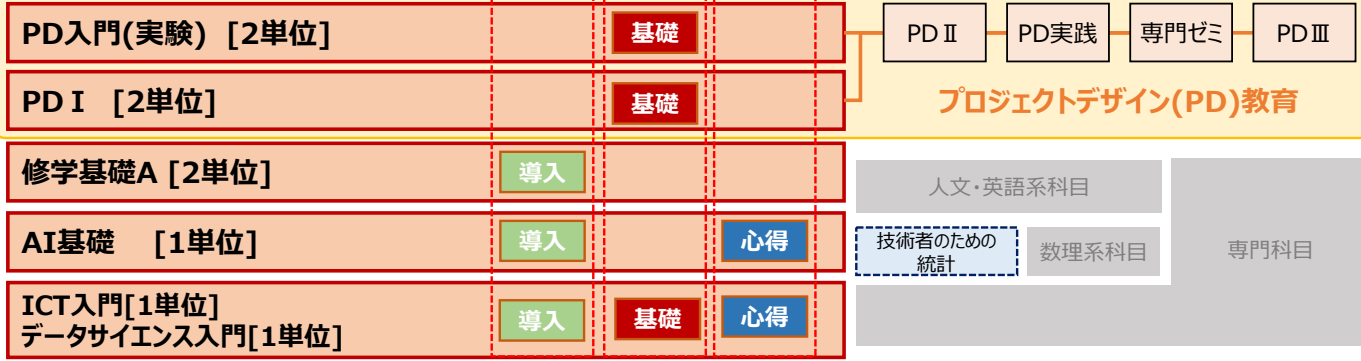 PD入門(実験) [2単位]
基礎
PDⅡ
PD実践
専門ゼミ
PDⅢ
PDⅠ [2単位]
基礎
プロジェクトデザイン(PD)教育
修学基礎A [2単位]
導入
人文・英語系科目
AI基礎 [1単位]
導入
心得
技術者のための
統計
数理系科目
専門科目
ICT入門[1単位]
データサイエンス入門[1単位]
導入
基礎
心得